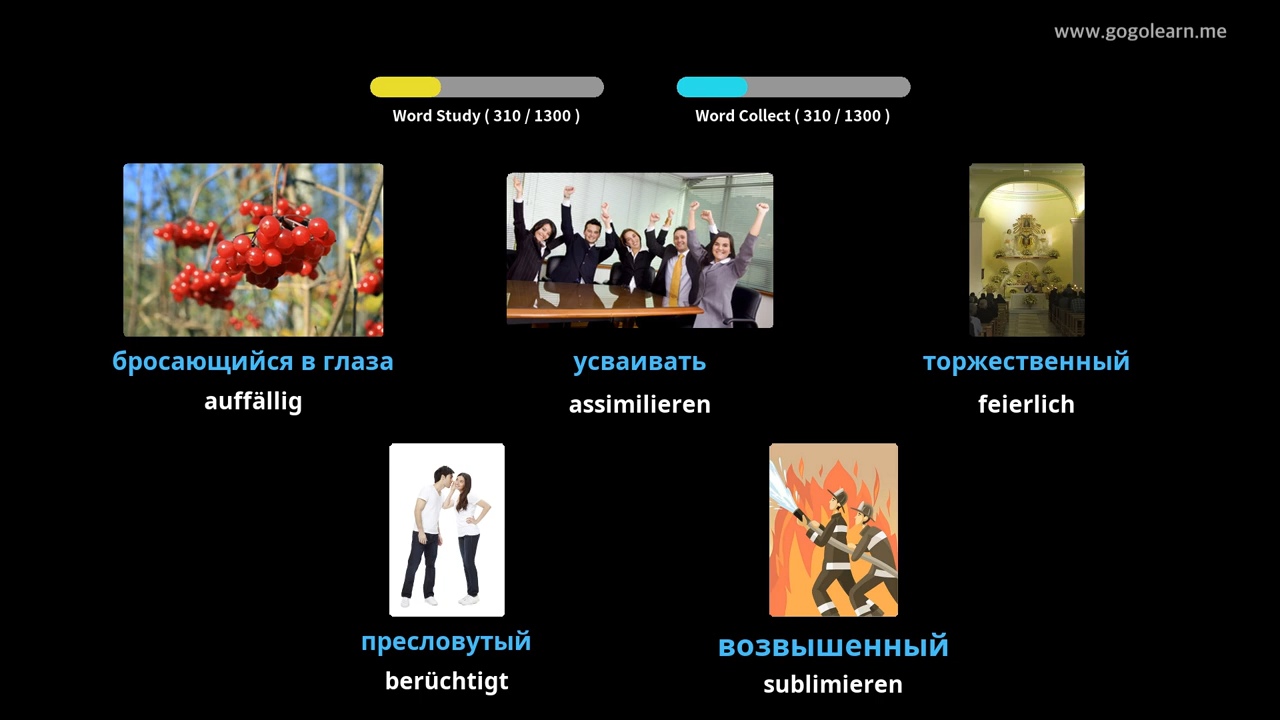 www.gogolearn.me
Word Study ( 310 / 1300 )
Word Collect ( 310 / 1300 )
бросающийся в глаза
auffällig
усваивать
assimilieren
торжественный
feierlich
пресловутый
berüchtigt
возвышенный
sublimieren